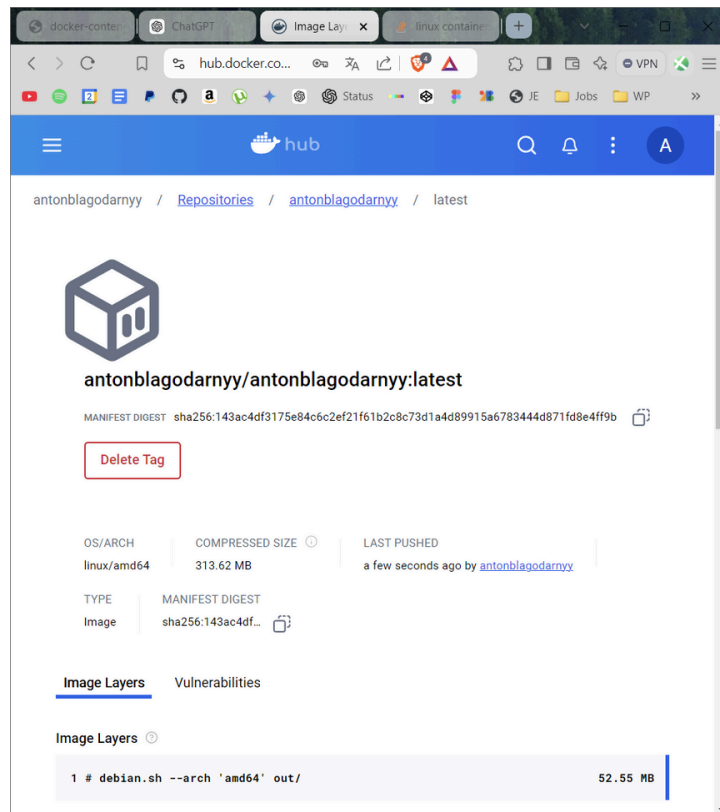 docker-conten
ChatGPT
Image Lay
linux container
hub.docker.co...
VPN
2
a
Status
JE
Jobs
WP
hub
A
antonblagodarnyy / Repositories / antonblagodarnyy / latest
antonblagodarnyy/antonblagodarnyy:latest
MANIFEST DIGEST sha256:143ac4df3175e84c6c2ef21f61b2c8c73d1a4d89915a6783444d871fd8e4ff9b
Delete Tag
OS/ARCH COMPRESSED SIZE LAST PUSHED
linux/amd64 313.62 MB a few seconds ago by antonblagodarnyy
TYPE MANIFEST DIGEST
Image sha256:143ac4df...
Image Layers Vulnerabilities
Image Layers
1 # debian.sh --arch 'amd64' out/ 52.55 MB